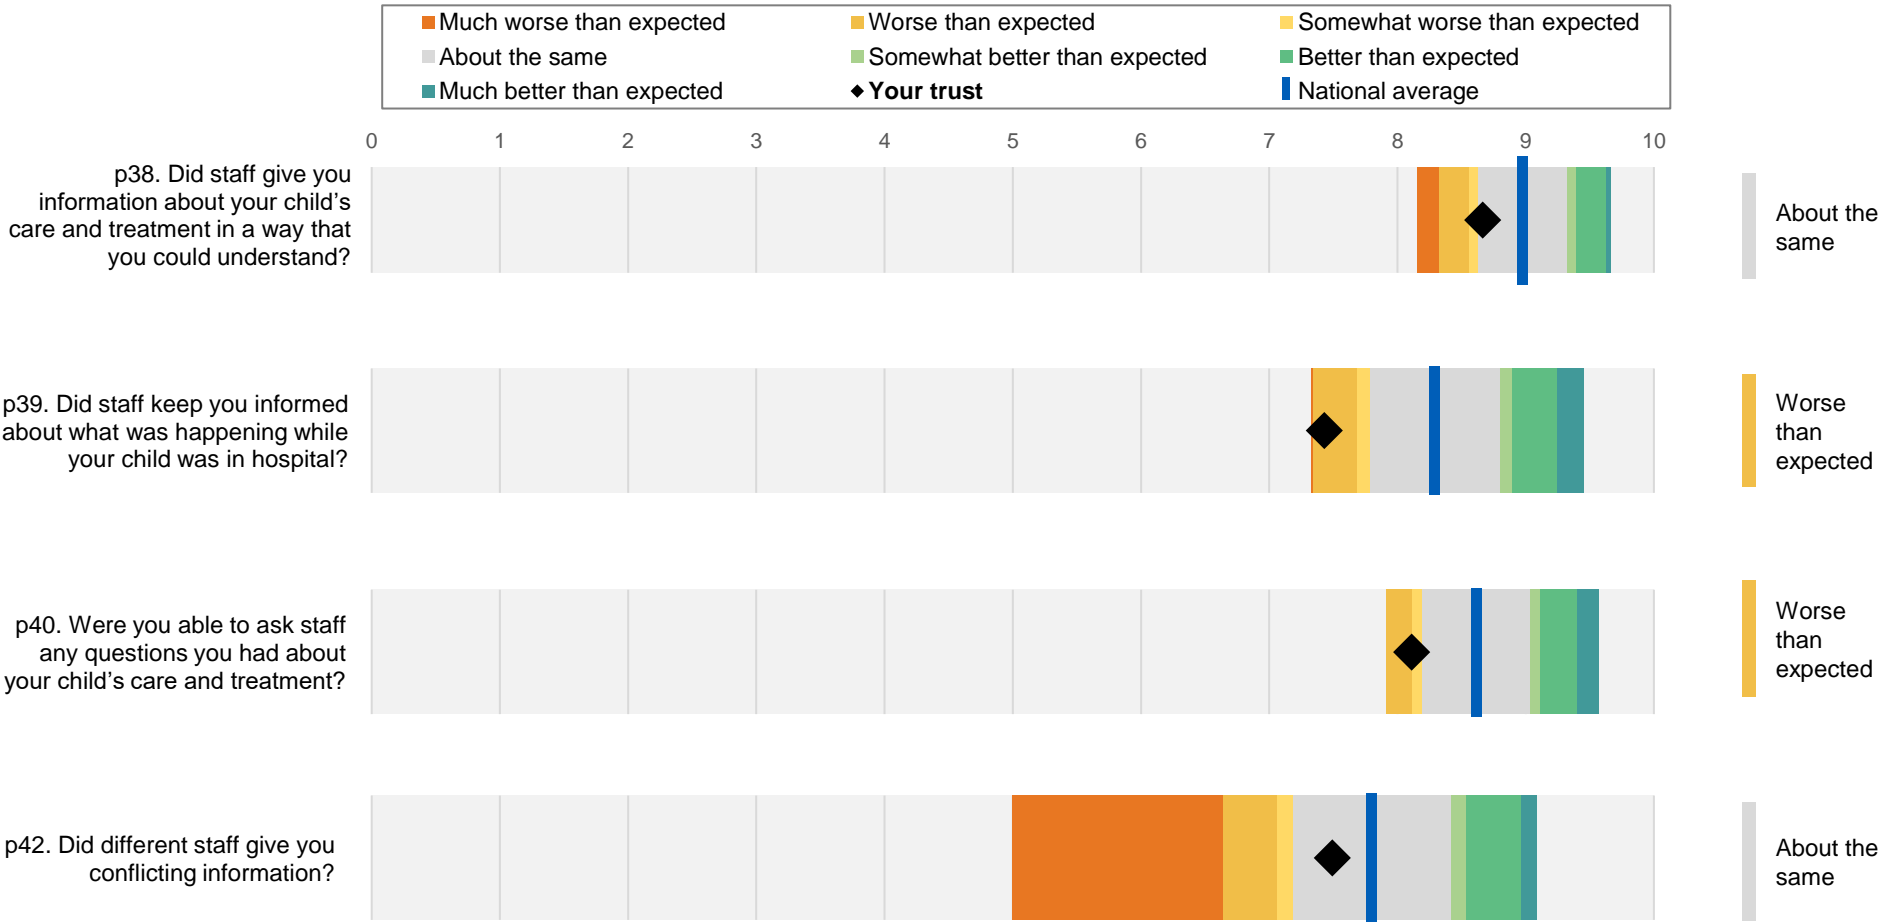 Much worse than expected
Worse than expected
Somewhat worse than expected
About the same
Somewhat better than expected
Better than expected
Much better than expected
Your trust
National average
0 1 2 3 4 5 6 7 8 9 10
p38. Did staff give you
information about your child’s
care and treatment in a way that
you could understand?
About the
same
p39. Did staff keep you informed
about what was happening while
your child was in hospital?
Worse
than
expected
p40. Were you able to ask staff
any questions you had about
your child’s care and treatment?
Worse
than
expected
p42. Did different staff give you
conflicting information?
About the
same